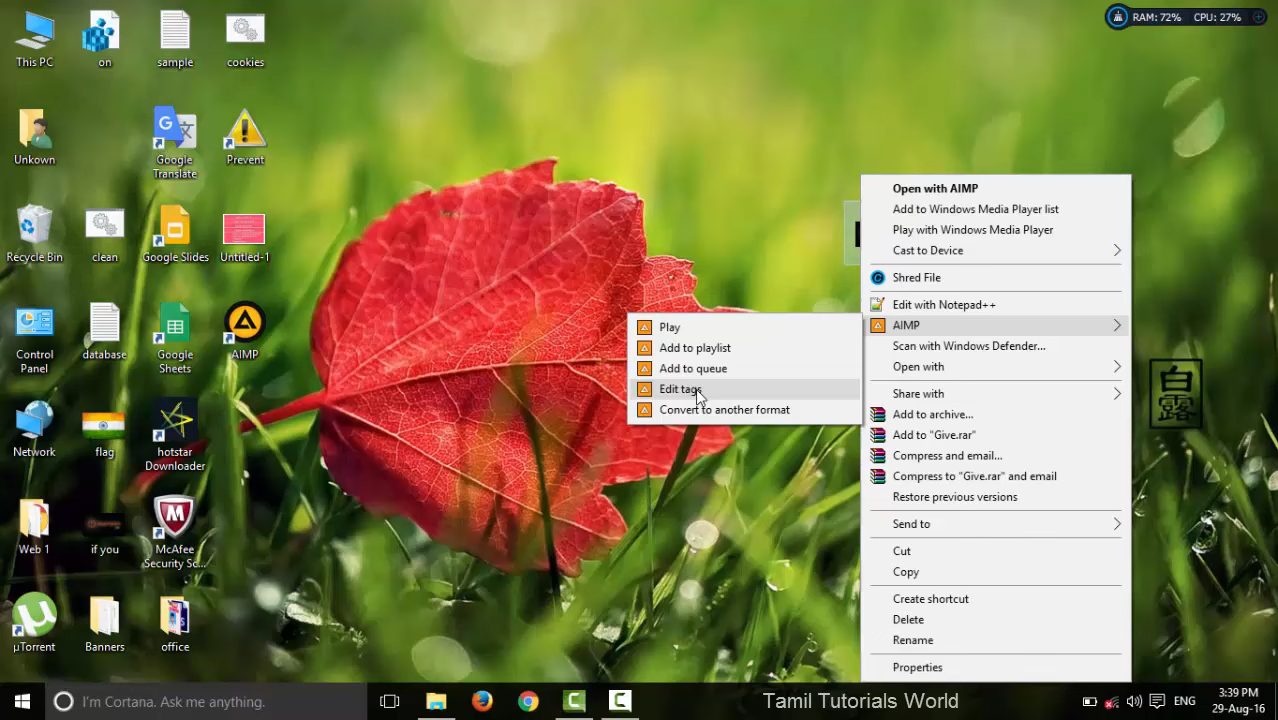 This PC
on
sample
cookies
RAM: 72%
CPU: 27%
Unkown
Google
Translate
Prevent
Recycle Bin
clean
Google Slides
Untitled-1
Control
Panel
database
Google
Sheets
AIMP
Network
flag
hotstar
Downloader
Web 1
if you
McAfee
Security Sc...
µTorrent
Banners
office
Play
Add to playlist
Add to queue
Edit tags
Convert to another format
Open with AIMP
Add to Windows Media Player list
Play with Windows Media Player
Cast to Device
Shred File
Edit with Notepad++
AIMP
Scan with Windows Defender...
Open with
Share with
Add to archive...
Add to "Give.rar"
Compress and email...
Compress to "Give.rar" and email
Restore previous versions
Send to
Cut
Copy
Create shortcut
Delete
Rename
Properties
白
露
I'm Cortana. Ask me anything.
Tamil Tutorials World
ENG
3:39 PM
29-Aug-16